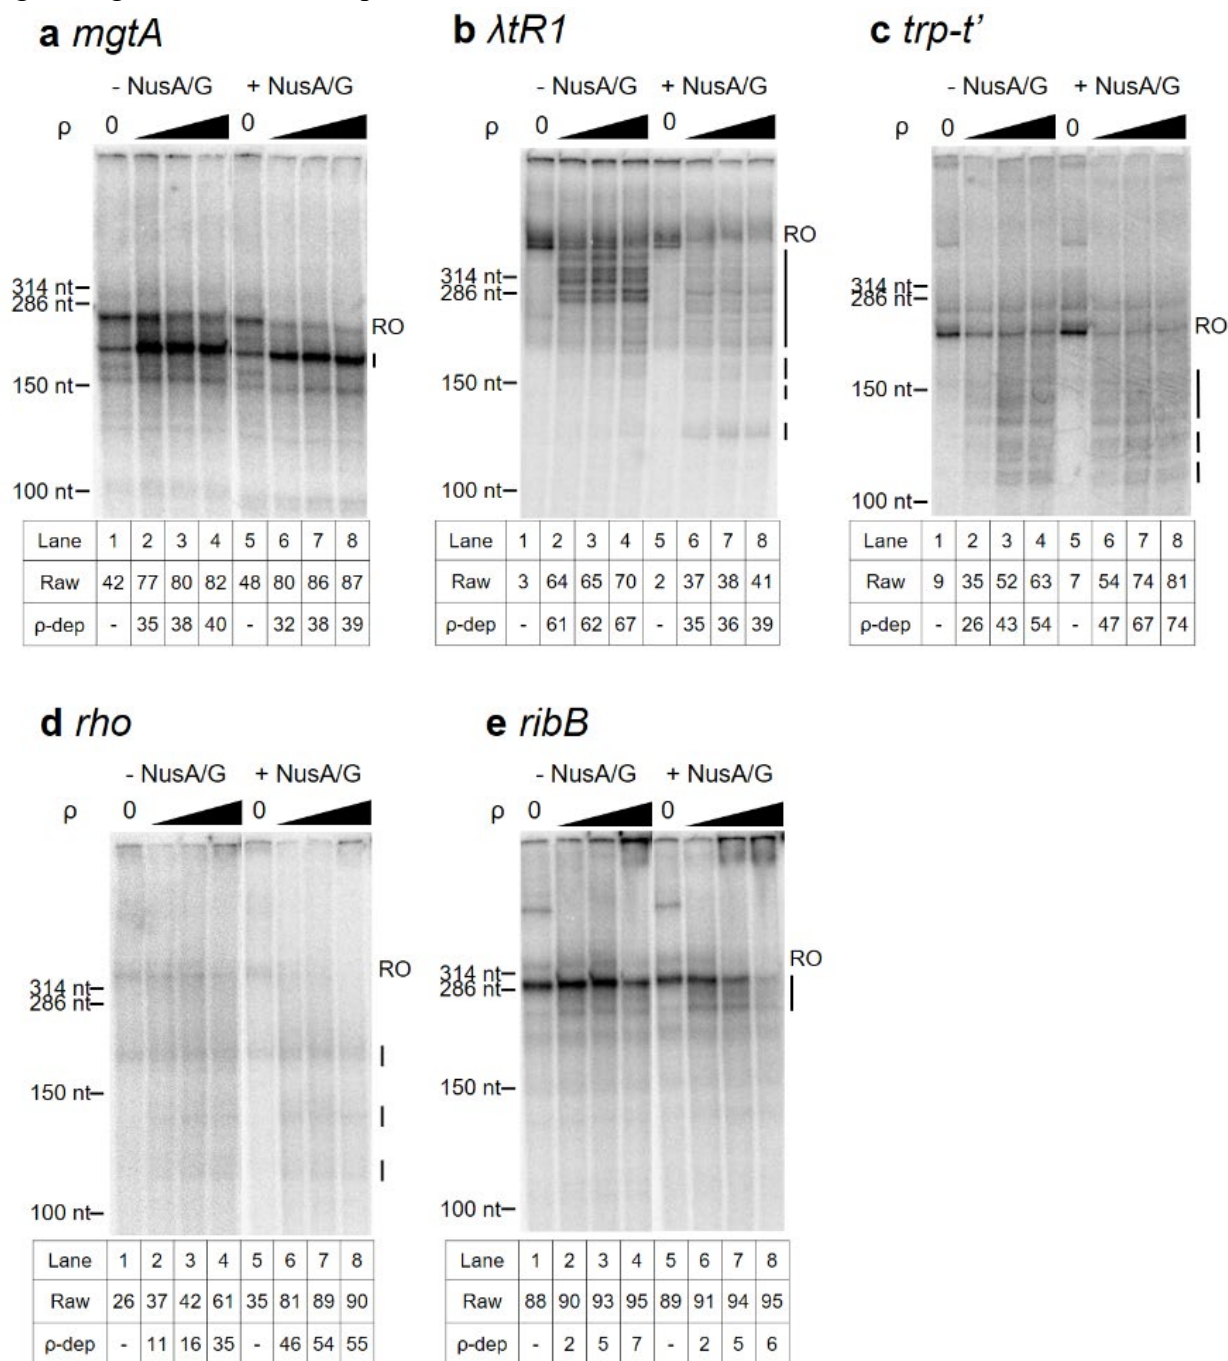 a mgtA
- NusA/G + NusA/G
ρ 0 0
314 nt
286 nt
RO
150 nt
100 nt
Lane 1 2 3 4 5 6 7 8
Raw 42 77 80 82 48 80 86 87
ρ-dep - 35 38 40 - 32 38 39
b λtR1
- NusA/G + NusA/G
ρ 0 0
RO
314 nt
286 nt
150 nt
100 nt
Lane 1 2 3 4 5 6 7 8
Raw 3 64 65 70 2 37 38 41
ρ-dep - 61 62 67 - 35 36 39
c trp-t’
- NusA/G + NusA/G
ρ 0 0
314 nt
286 nt
RO
150 nt
100 nt
Lane 1 2 3 4 5 6 7 8
Raw 9 35 52 63 7 54 74 81
ρ-dep - 26 43 54 - 47 67 74
d rho
- NusA/G + NusA/G
ρ 0 0
RO
314 nt
286 nt
150 nt
100 nt
Lane 1 2 3 4 5 6 7 8
Raw 26 37 42 61 35 81 89 90
ρ-dep - 11 16 35 - 46 54 55
e ribB
- NusA/G + NusA/G
ρ 0 0
RO
314 nt
286 nt
150 nt
100 nt
Lane 1 2 3 4 5 6 7 8
Raw 88 90 93 95 89 91 94 95
ρ-dep - 2 5 7 - 2 5 6